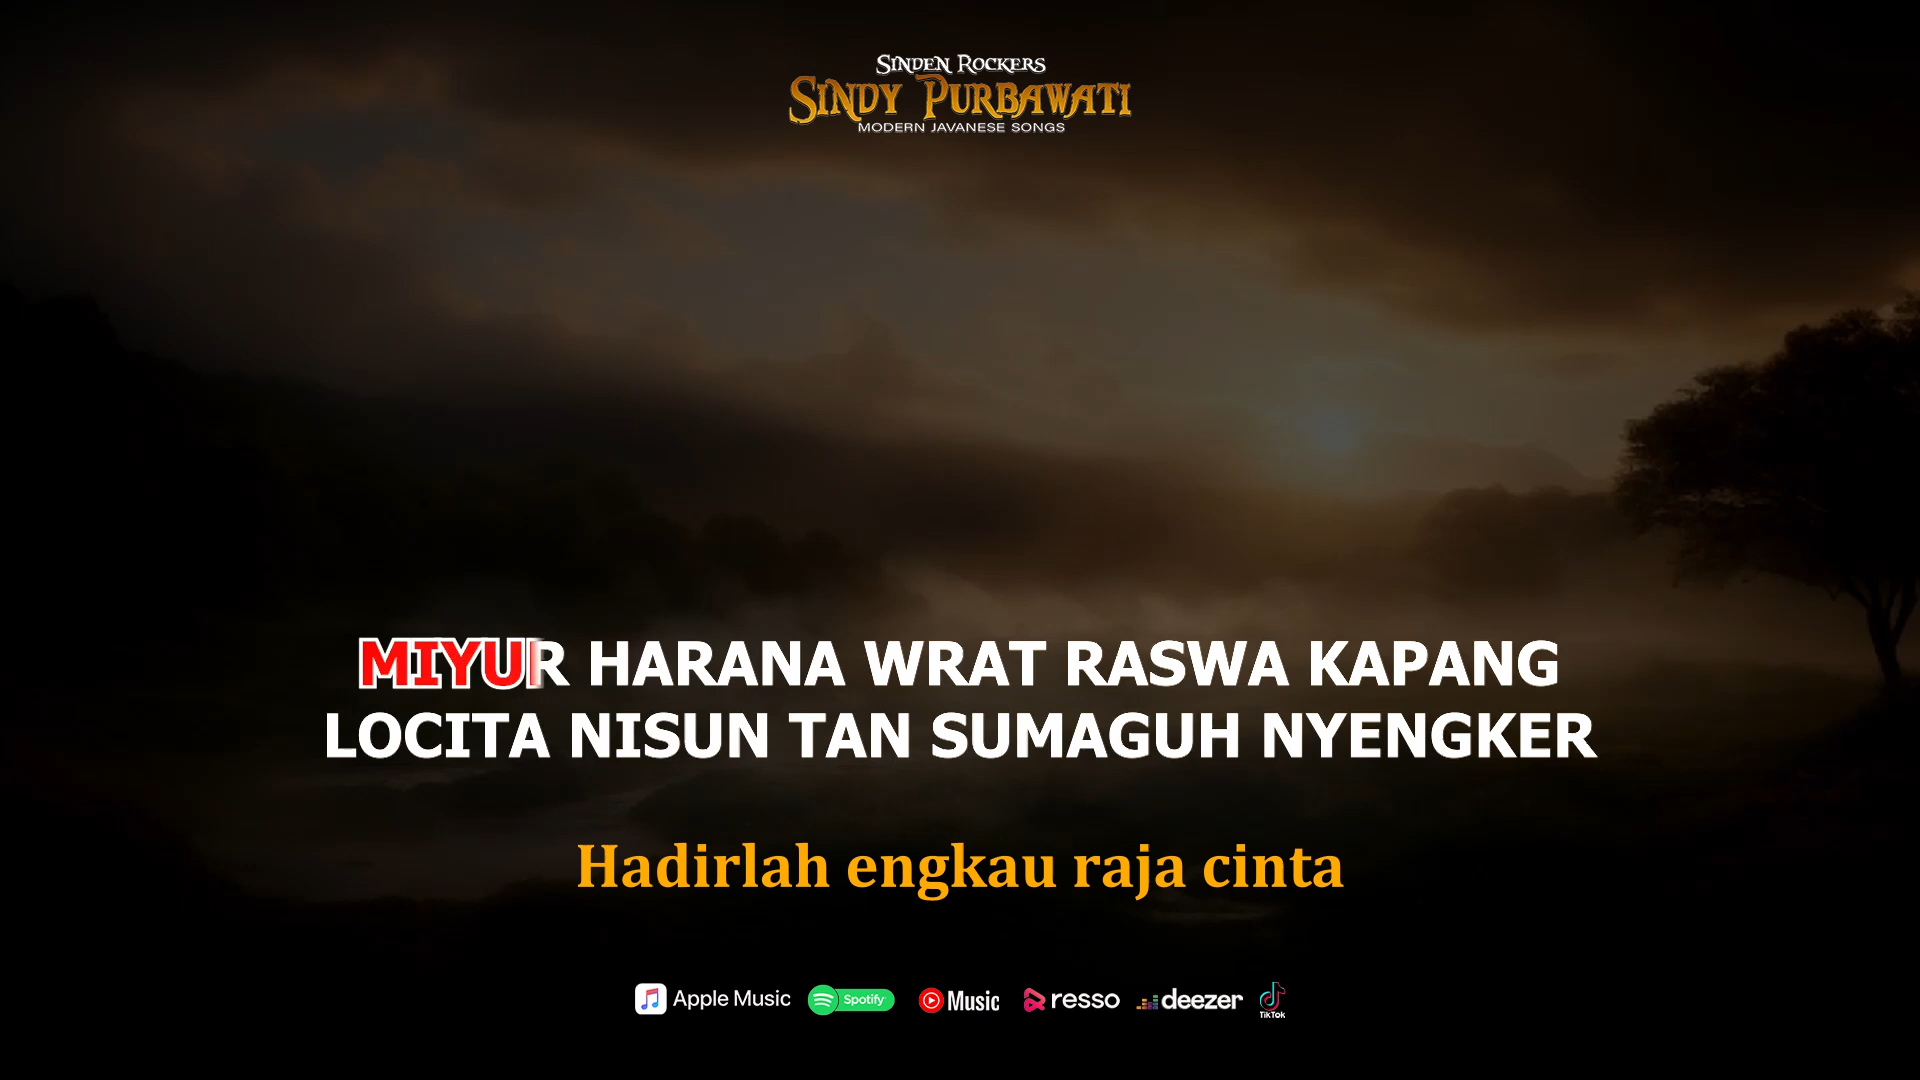 SINDEN ROCKERS
SINDY PURBAWATI
MODERN JAVANESE SONGS
MIYUR HARANA WRAT RASWA KAPANG
LOCITA NISUN TAN SUMAGUH NYENGKER
Hadirlah engkau raja cinta
Apple Music Spotify Music resso deezer TikTok